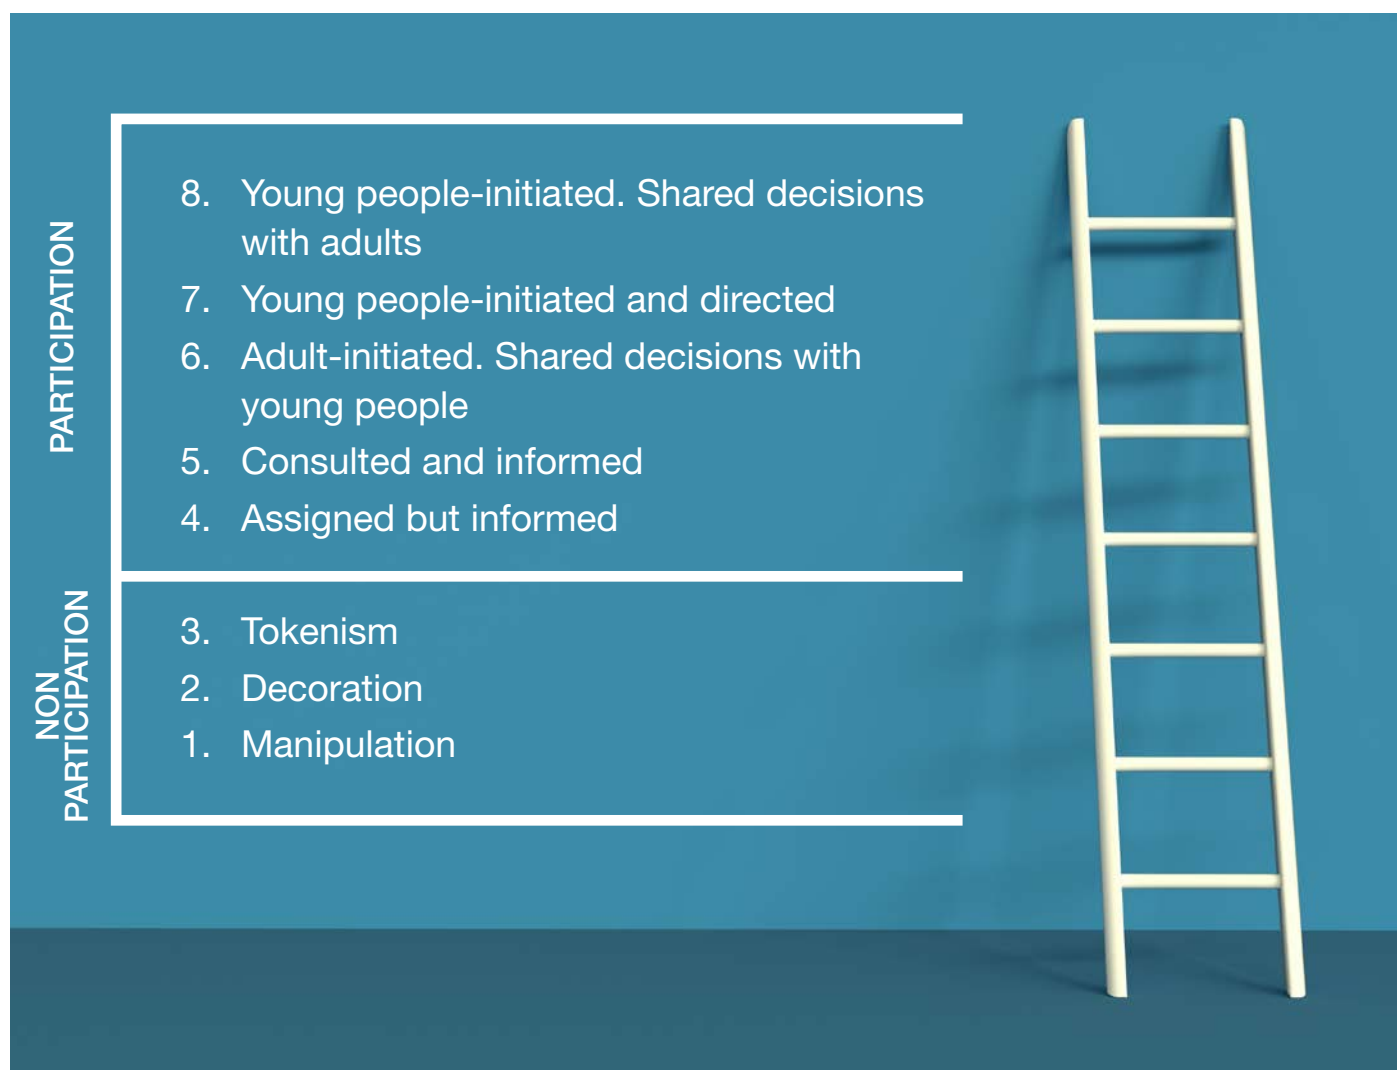 PARTICIPATION
8. Young people-initiated. Shared decisions
with adults
7. Young people-initiated and directed
6. Adult-initiated. Shared decisions with
young people
5. Consulted and informed
4. Assigned but informed
NON
PARTICIPATION
3. Tokenism
2. Decoration
1. Manipulation